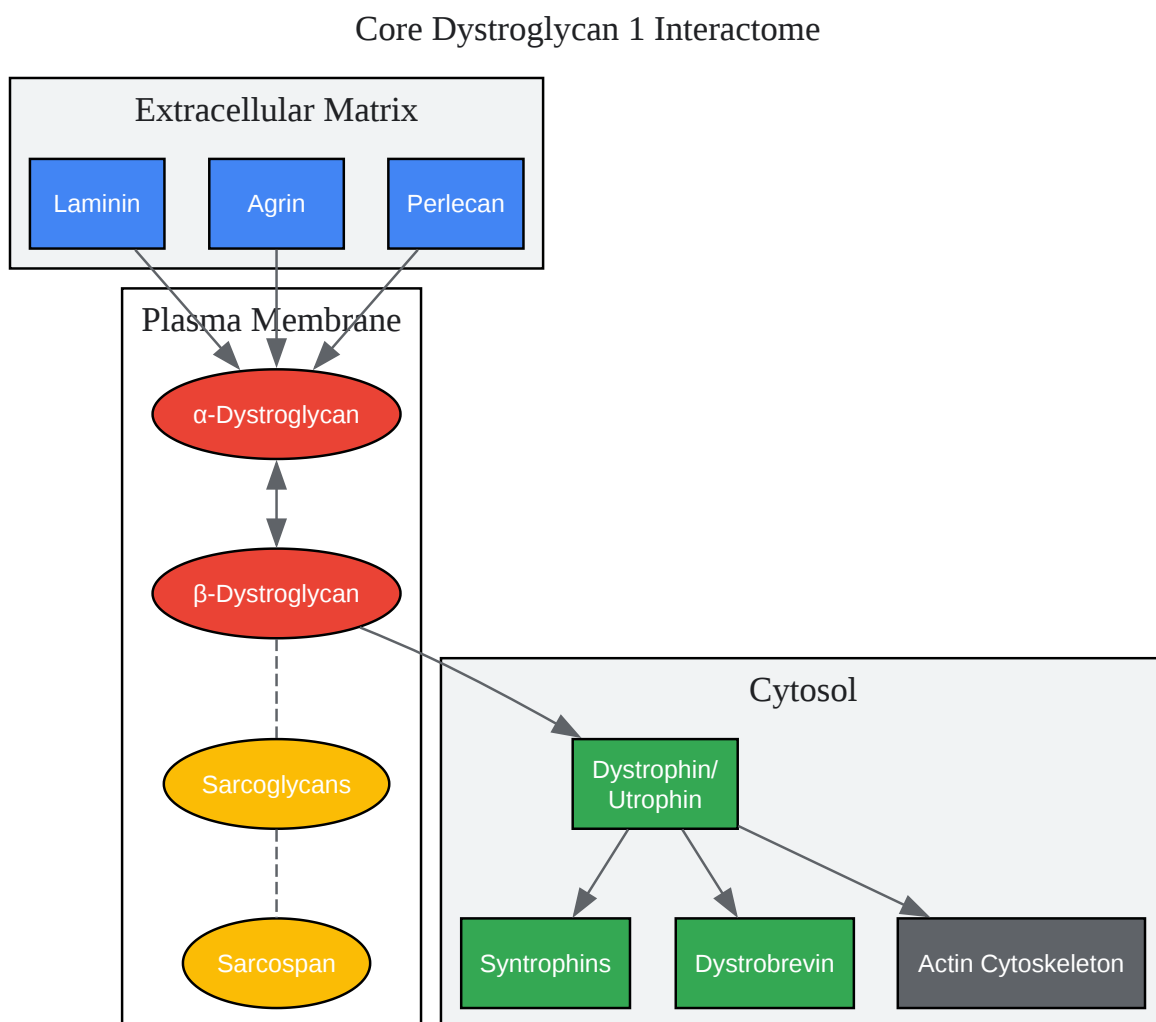 Core Dystroglycan 1 Interactome
Extracellular Matrix
Laminin
Agrin
Perlecan
Plasma Membrane
α-Dystroglycan
β-Dystroglycan
Cytosol
Dystrophin/
Utrophin
Sarcoglycans
Sarcospan
Syntrophins
Dystrobrevin
Actin Cytoskeleton